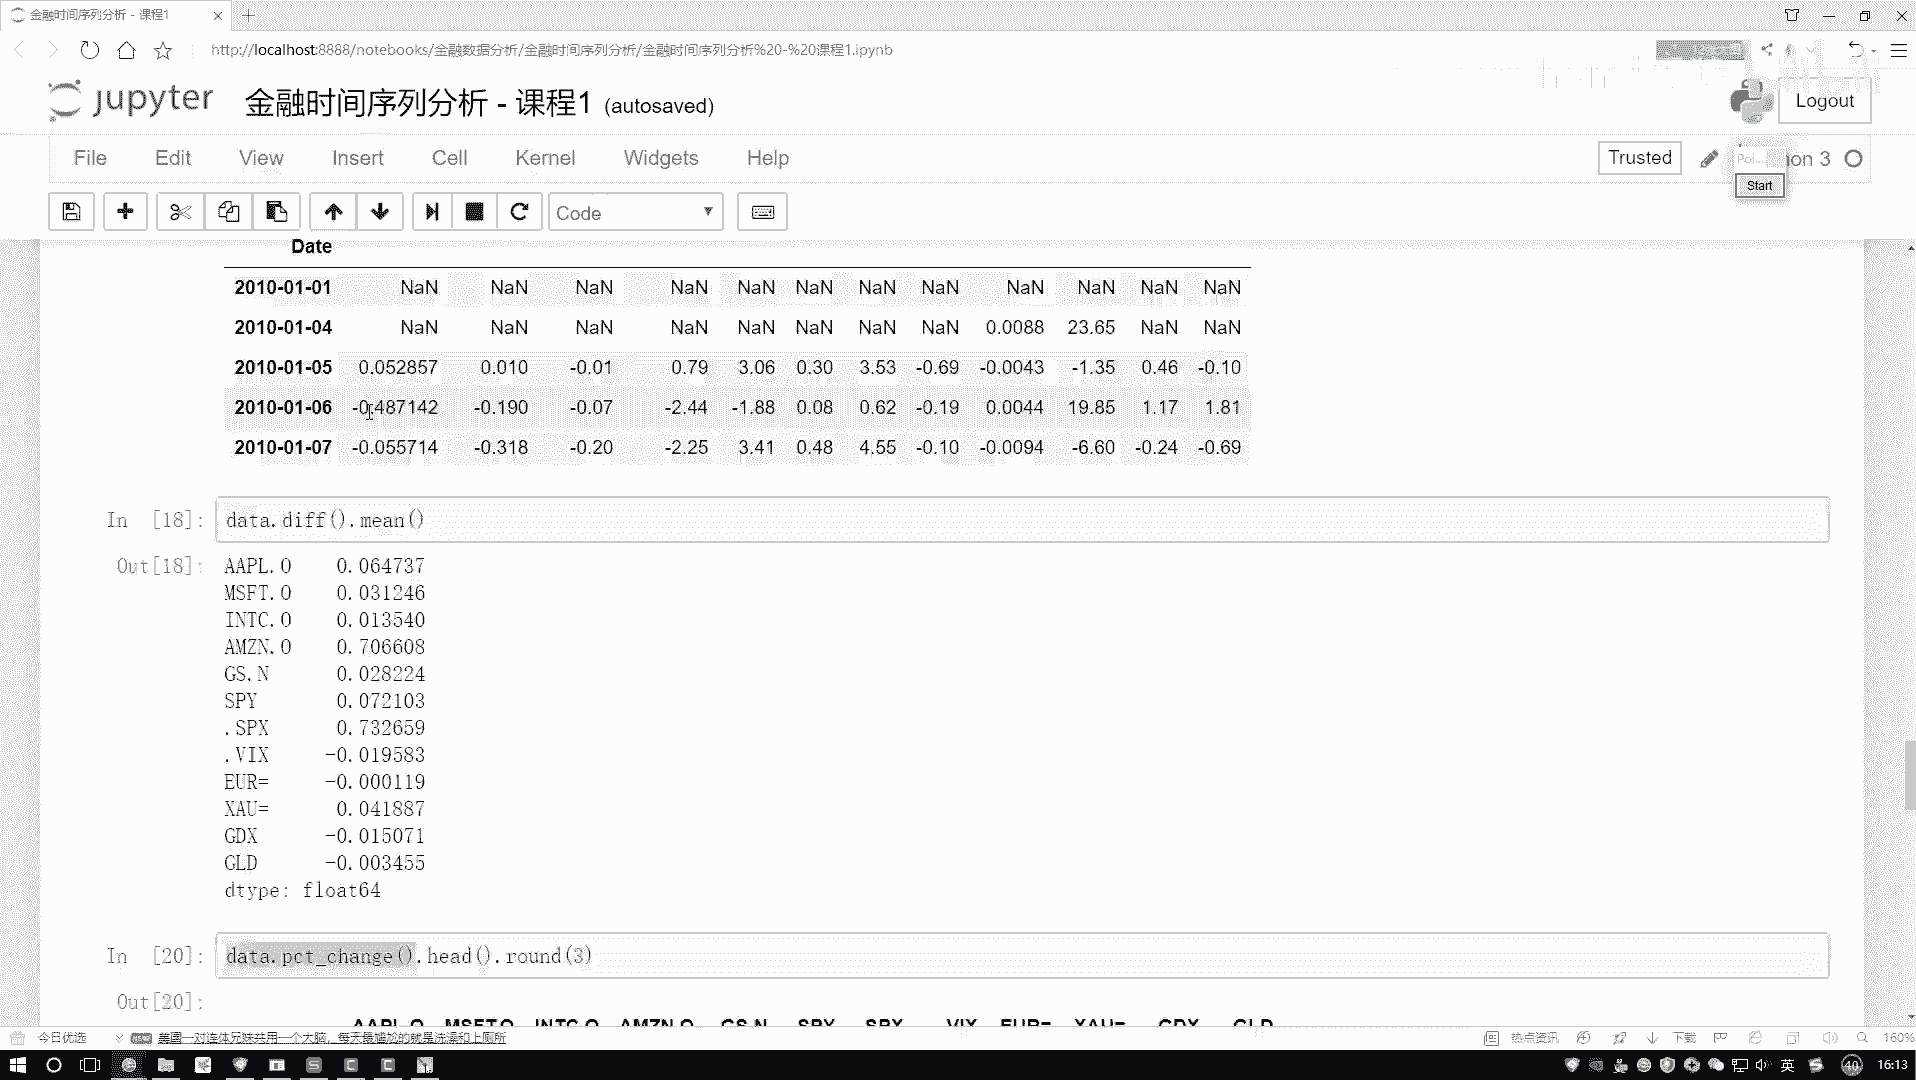 金融时间序列分析 - 课程1
http://localhost:8888/notebooks/金融数据分析/金融时间序列分析/金融时间序列分析%20-%20课程1.ipynb
jupyter 金融时间序列分析 - 课程1 (autosaved)
Logout
File Edit View Insert Cell Kernel Widgets Help
Trusted
Poi... hon 3
Start
Code
Date
2010-01-01 NaN NaN NaN NaN NaN NaN NaN NaN NaN NaN NaN NaN
2010-01-04 NaN NaN NaN NaN NaN NaN NaN NaN 0.0088 23.65 NaN NaN
2010-01-05 0.052857 0.010 -0.01 0.79 3.06 0.30 3.53 -0.69 -0.0043 -1.35 0.46 -0.10
2010-01-06 -0.487142 -0.190 -0.07 -2.44 -1.88 0.08 0.62 -0.19 0.0044 19.85 1.17 1.81
2010-01-07 -0.055714 -0.318 -0.20 -2.25 3.41 0.48 4.55 -0.10 -0.0094 -6.60 -0.24 -0.69
In [18]: data.diff().mean()
Out[18]: AAPL.O 0.064737
MSFT.O 0.031246
INTC.O 0.013540
AMZN.O 0.706608
GS.N 0.028224
SPY 0.072103
.SPX 0.732659
.VIX -0.019583
EUR= -0.000119
XAU= 0.041887
GDX -0.015071
GLD -0.003455
dtype: float64
In [20]: data.pct_change().head().round(3)
Out[20]:
AAPL.O MSFT.O INTC.O AMZN.O GS.N SPY .SPX .VIX EUR= XAU= GDX GLD
今日优选 美国一对连体兄妹共用一个大脑，每天最尴尬的就是洗澡和上厕所 热点资讯 下载 160%
英 40 16:13